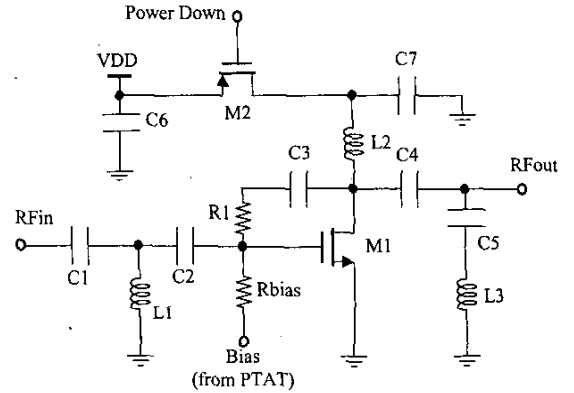 Power Down
VDD
C7
M2
C6
L2
C3
C4
RFout
R1
RFin
M1
C5
C1
C2
Rbias
L1
L3
Bias
(from PTAT)